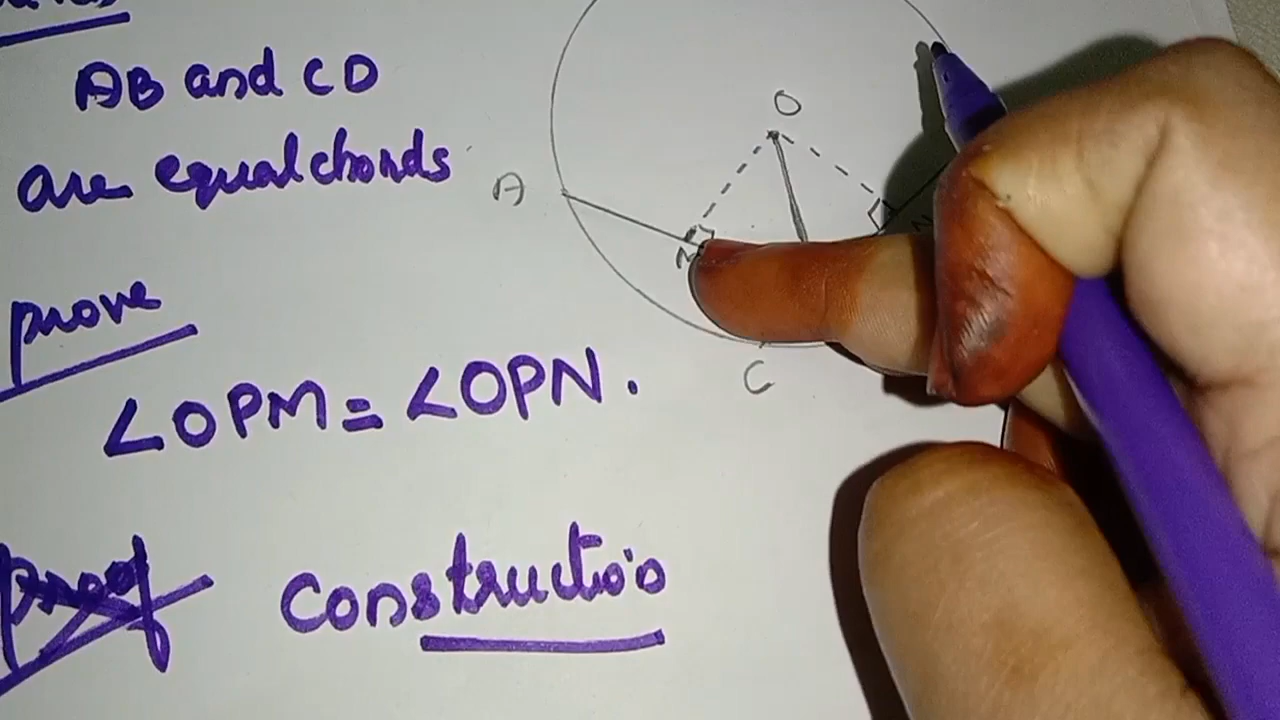 AB and CD
are equal chords
prove
∠OPM = ∠OPN.
proof Constructio
O
A
M
N
C